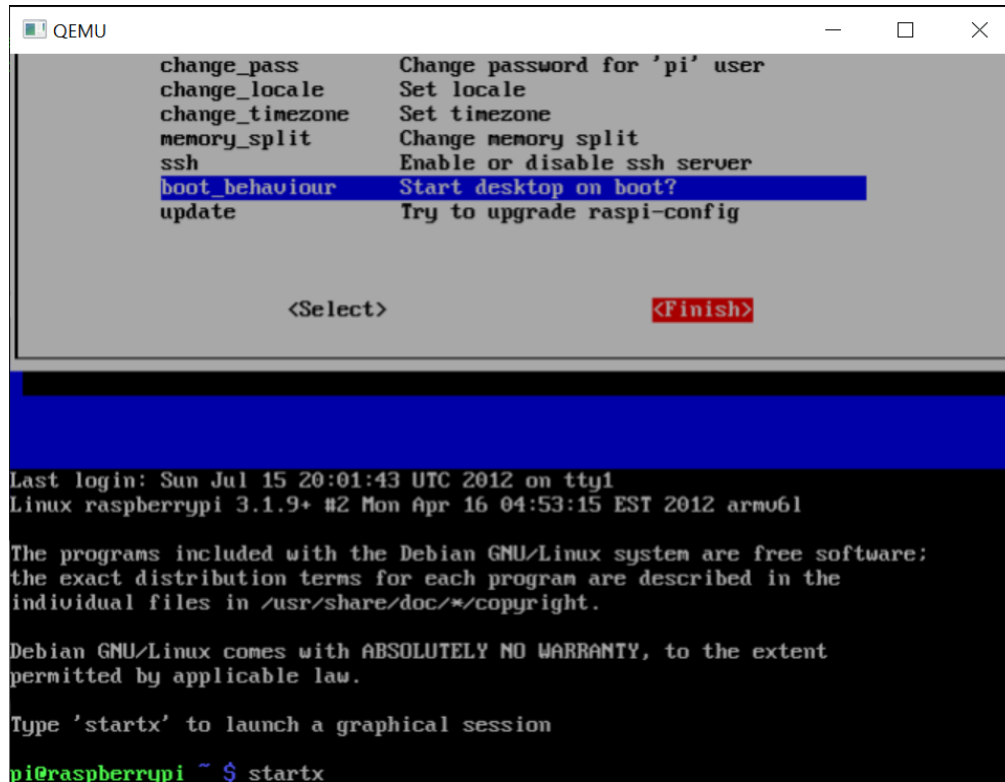 QEMU
change_pass Change password for 'pi' user
change_locale Set locale
change_timezone Set timezone
memory_split Change memory split
ssh Enable or disable ssh server
boot_behaviour Start desktop on boot?
update Try to upgrade raspi-config
<Select> <Finish>
Last login: Sun Jul 15 20:01:43 UTC 2012 on tty1
Linux raspberrypi 3.1.9+ #2 Mon Apr 16 04:53:15 EST 2012 armv6l
The programs included with the Debian GNU/Linux system are free software;
the exact distribution terms for each program are described in the
individual files in /usr/share/doc/*/copyright.
Debian GNU/Linux comes with ABSOLUTELY NO WARRANTY, to the extent
permitted by applicable law.
Type 'startx' to launch a graphical session
pi@raspberrypi ~ $ startx